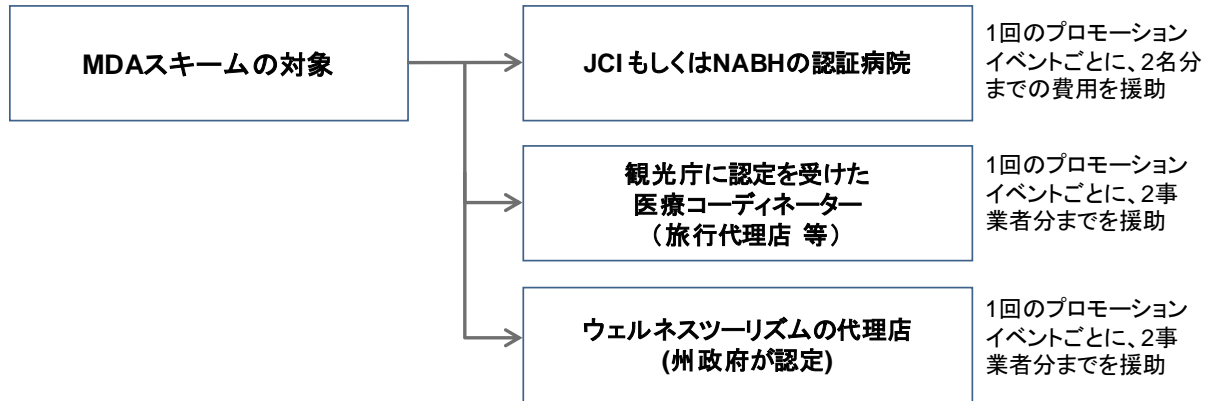 MDAスキームの対象
JCIもしくはNABHの認証病院
1回のプロモーション
イベントごとに、2名分
までの費用を援助
観光庁に認定を受けた
医療コーディネーター
（旅行代理店 等）
1回のプロモーション
イベントごとに、2事
業者分までを援助
ウェルネスツーリズムの代理店
(州政府が認定)
1回のプロモーション
イベントごとに、2事
業者分までを援助